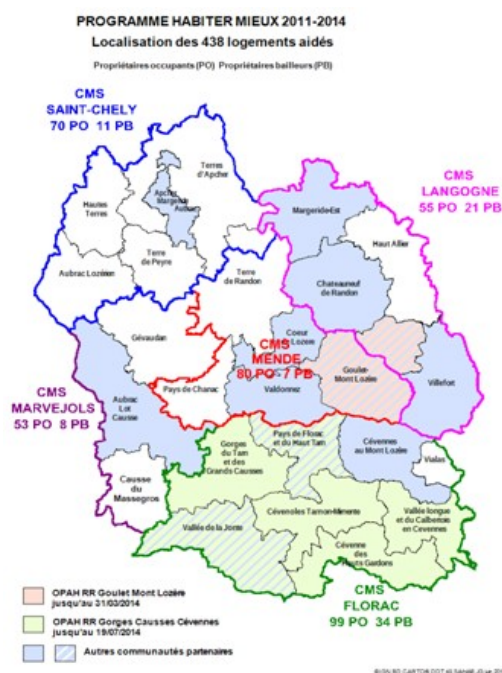 PROGRAMME HABITER MIEUX 2011-2014
Localisation des 438 logements aidés
Propriétaires occupants (PO) Propriétaires bailleurs (PB)
CMS
SAINT-CHELY
70 PO 11 PB
CMS
LANGOGNE
55 PO 21 PB
Terres
d'Apcher
Hautes
Terres
Apcher
Margeride
Aubrac
Margeride-Est
Haut Allier
Aubrac Lozérien
Terre
de Peyre
Terre
de Randon
Chateauneuf
de Randon
Gévaudan
Coeur
de Lozere
CMS
MENDE
80 PO 7 PB
Goulet-
Mont Lozère
Villefort
CMS
MARVEJOLS
53 PO 8 PB
Aubrac
Lot
Causse
Pays de Chanac
Valdonnez
Gorges
du Tarn
et des
Grands Causses
Pays de Florac
et du Haut Tarn
Cévennes
au Mont Lozère
Vialas
Causse
du
Massegros
Vallée de la Jonte
Cévenoles Tarnon-Mimente
Vallée longue
et du Calbertois
en Cévennes
Cévenne
des
Hauts Gardons
CMS
FLORAC
99 PO 34 PB
OPAH RR Goulet Mont Lozère
jusqu'au 31/03/2014
OPAH RR Gorges Causses Cévennes
jusqu'au 19/07/2014
Autres communautés partenaires